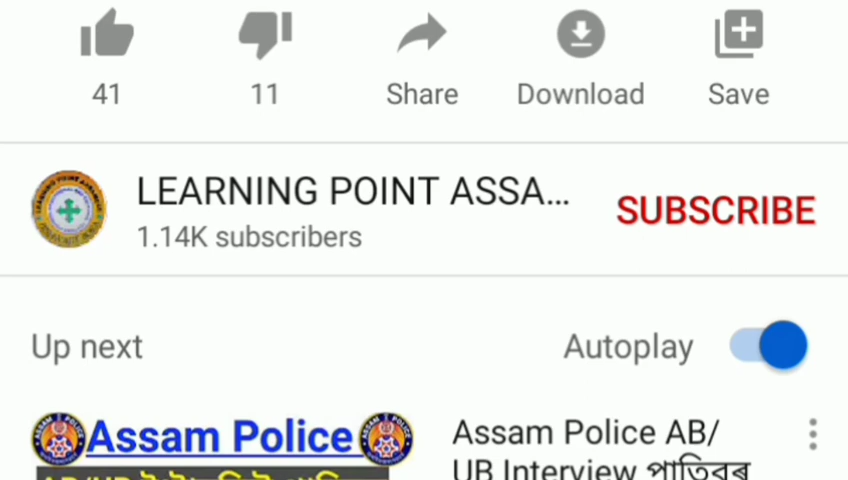 41
11
Share
Download
Save
LEARNING POINT ASSA...
1.14K subscribers
SUBSCRIBE
Up next
Autoplay
Assam Police
Assam Police AB/
UB Interview পাতিবৰ